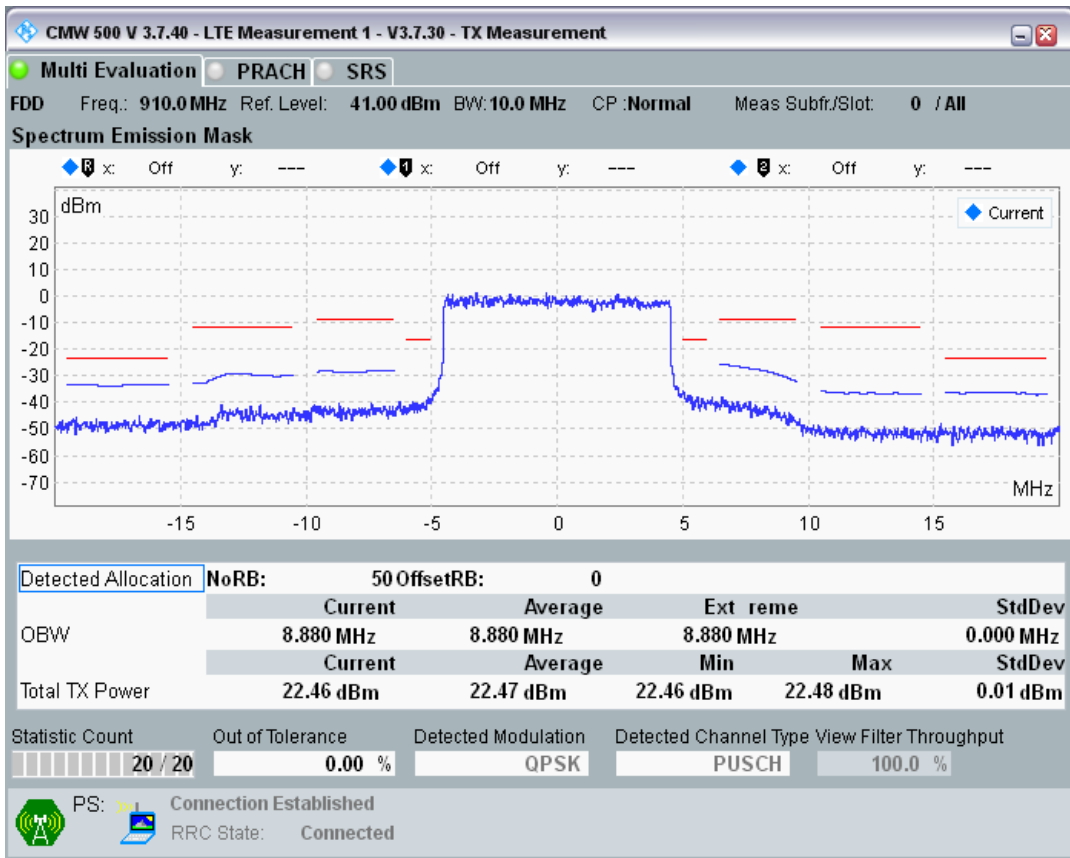 CMW 500 V 3.7.40 - LTE Measurement 1 - V3.7.30 - TX Measurement
Multi Evaluation PRACH SRS
FDD Freq.: 910.0 MHz Ref. Level: 41.00 dBm BW: 10.0 MHz CP :Normal Meas Subfr./Slot: 0 / All
Spectrum Emission Mask
R x: Off y: --- 1 x: Off y: --- 2 x: Off y: ---
dBm
Current
30
20
10
0
-10
-20
-30
-40
-50
-60
-70
MHz
-15 -10 -5 0 5 10 15
Detected Allocation NoRB: 50 OffsetRB: 0
Current Average Ext reme StdDev
OBW 8.880 MHz 8.880 MHz 8.880 MHz 0.000 MHz
Current Average Min Max StdDev
Total TX Power 22.46 dBm 22.47 dBm 22.46 dBm 22.48 dBm 0.01 dBm
Statistic Count Out of Tolerance Detected Modulation Detected Channel Type View Filter Throughput
20 / 20 0.00 % QPSK PUSCH 100.0 %
PS: Connection Established
RRC State: Connected